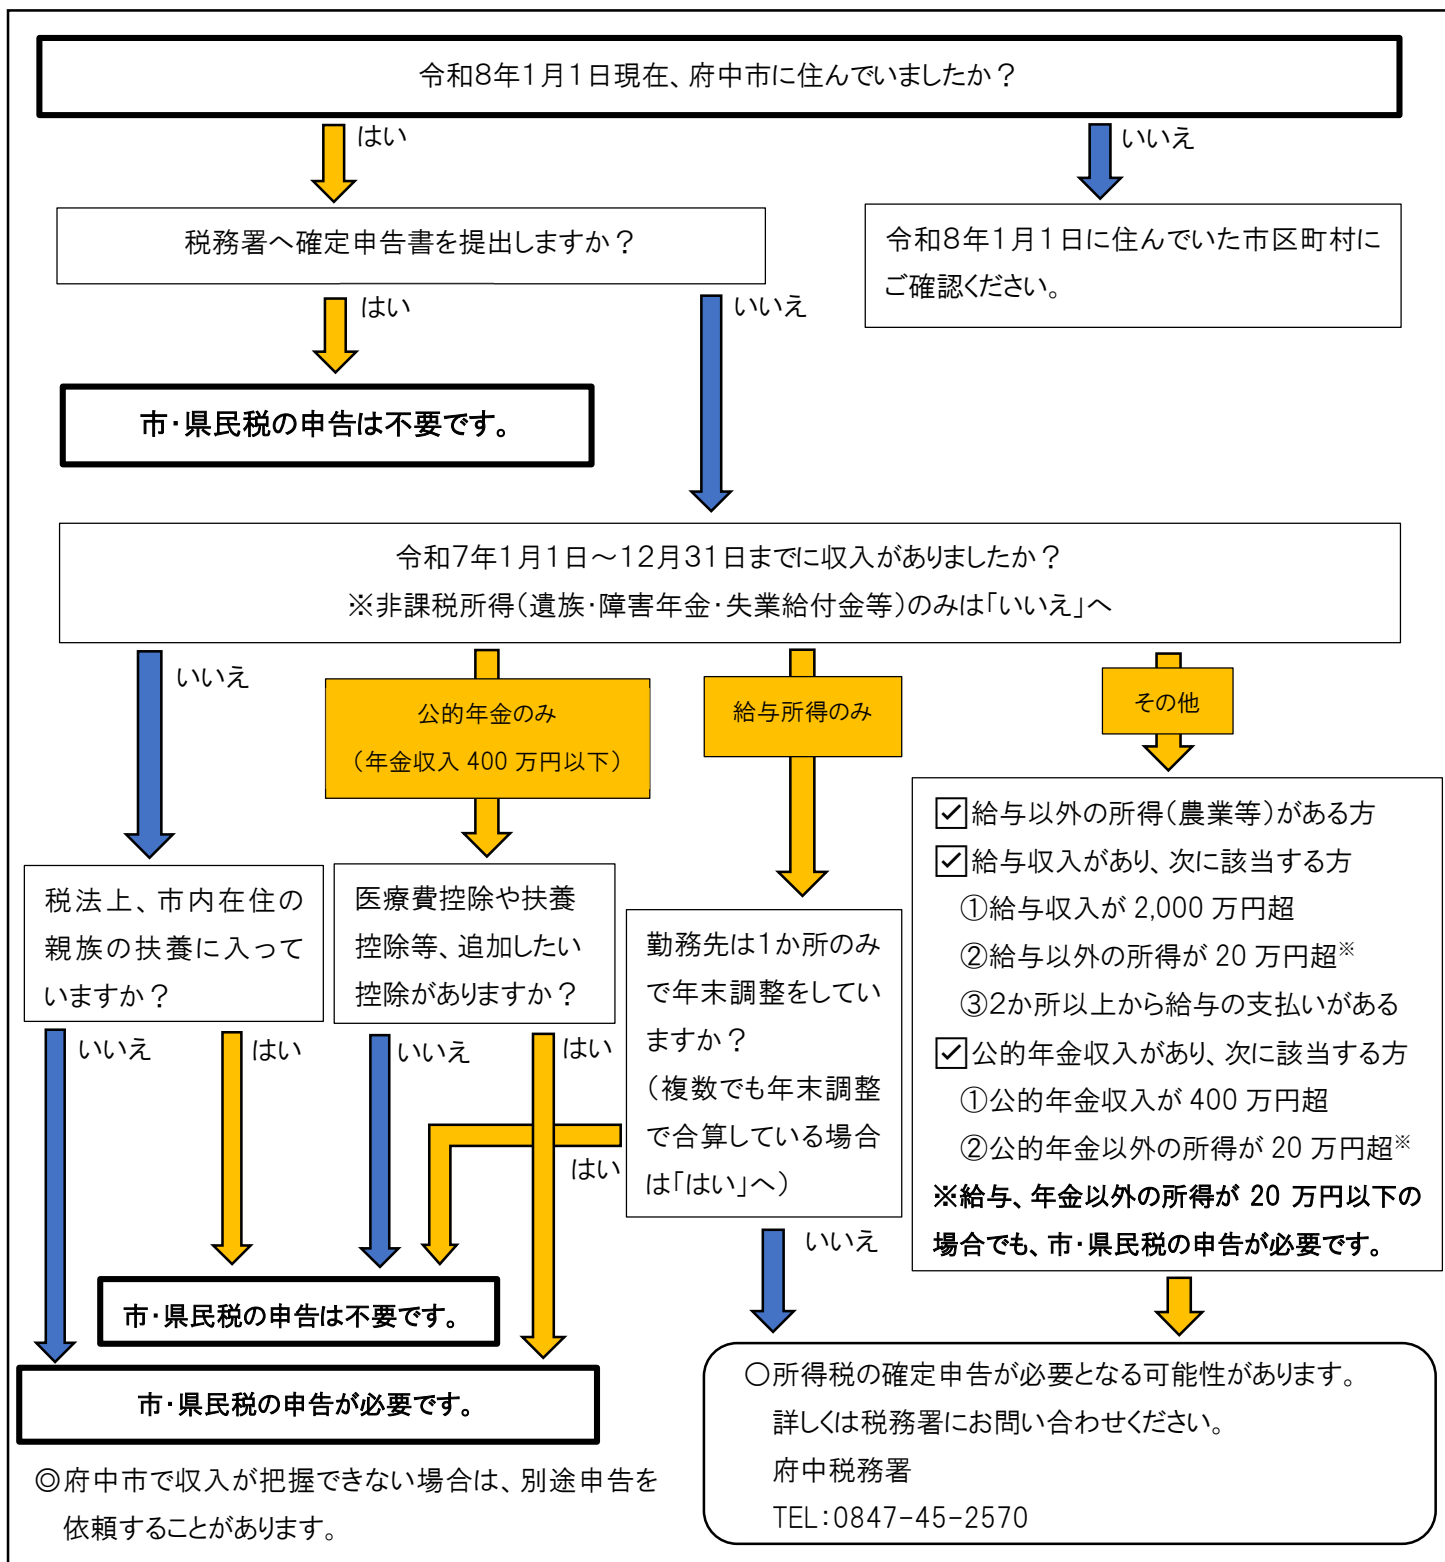 令和8年1月1日現在、府中市に住んでいましたか？
はい
いいえ
税務署へ確定申告書を提出しますか？
令和8年1月1日に住んでいた市区町村に
ご確認ください。
はい
いいえ
市・県民税の申告は不要です。
令和7年1月1日～12月31日までに収入がありましたか？
※非課税所得（遺族・障害年金・失業給付金等）のみは「いいえ」へ
いいえ
公的年金のみ
（年金収入 400 万円以下）
給与所得のみ
その他
税法上、市内在住の
親族の扶養に入って
いますか？
いいえ
はい
医療費控除や扶養
控除等、追加したい
控除がありますか？
いいえ
はい
勤務先は1か所のみ
で年末調整をしてい
ますか？
（複数でも年末調整
で合算している場合
は「はい」へ）
はい
いいえ
☑給与以外の所得（農業等）がある方
☑給与収入があり、次に該当する方
①給与収入が 2,000 万円超
②給与以外の所得が 20 万円超※
③2か所以上から給与の支払いがある
☑公的年金収入があり、次に該当する方
①公的年金収入が 400 万円超
②公的年金以外の所得が 20 万円超※
※給与、年金以外の所得が 20 万円以下の
場合でも、市・県民税の申告が必要です。
市・県民税の申告は不要です。
市・県民税の申告が必要です。
◎府中市で収入が把握できない場合は、別途申告を
依頼することがあります。
○所得税の確定申告が必要となる可能性があります。
詳しくは税務署にお問い合わせください。
府中税務署
TEL：0847-45-2570